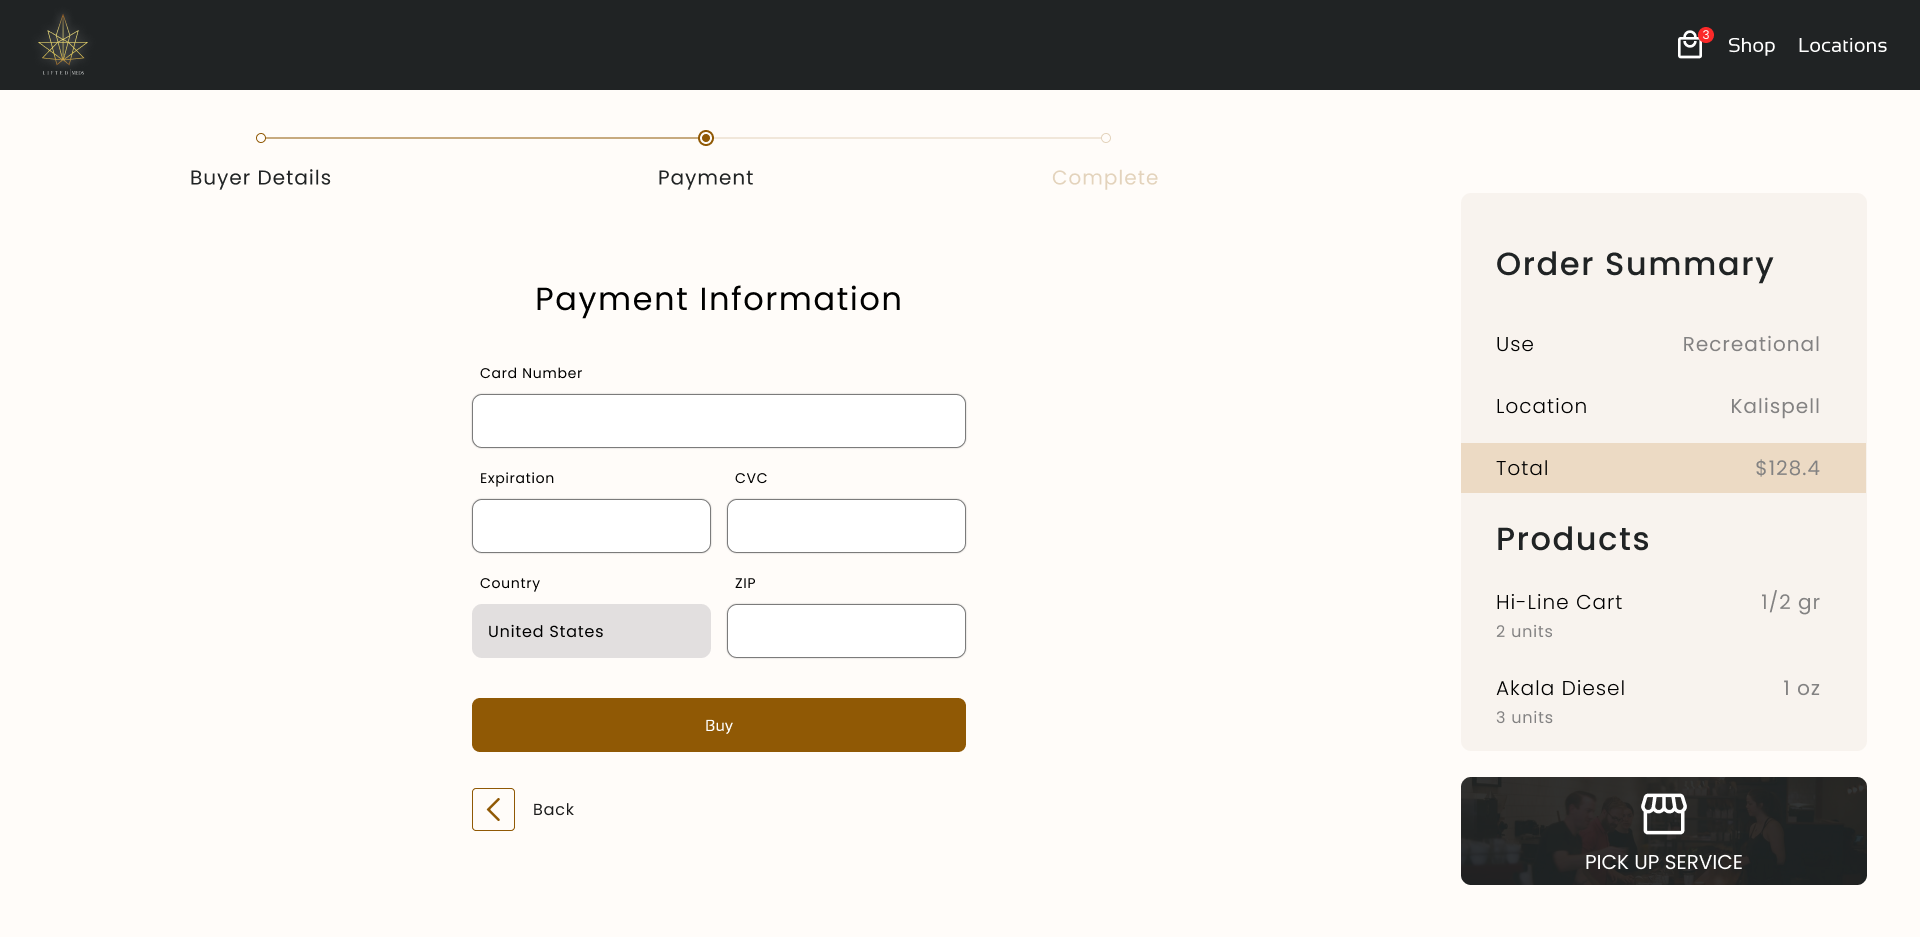 LIFTED MEDS
3
Shop
Locations
Buyer Details
Payment
Complete
Payment Information
Card Number
Expiration
CVC
Country
ZIP
United States
Buy
Back
Order Summary
Use
Recreational
Location
Kalispell
Total
$128.4
Products
Hi-Line Cart
1/2 gr
2 units
Akala Diesel
1 oz
3 units
PICK UP SERVICE